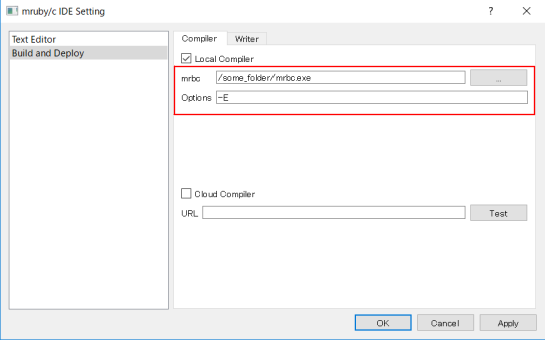 mruby/c IDE Setting
Text Editor
Build and Deploy
Compiler
Writer
Local Compiler
mrbc
/some_folder/mrbc.exe
...
Options
-E
Cloud Compiler
URL
Test
OK
Cancel
Apply